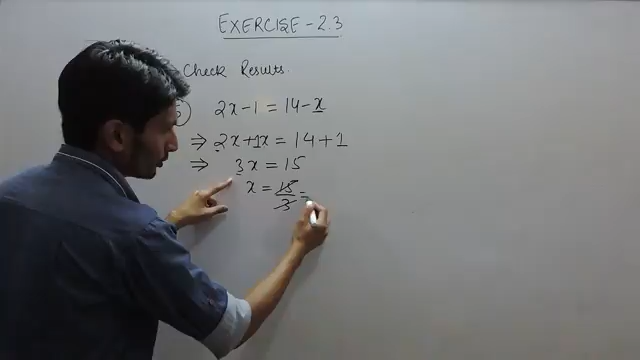 EXERCISE - 2.3
Check Results.
2x - 1 = 14 - x
⇒ 2x + 1x = 14 + 1
⇒ 3x = 15
x = 15/3 =